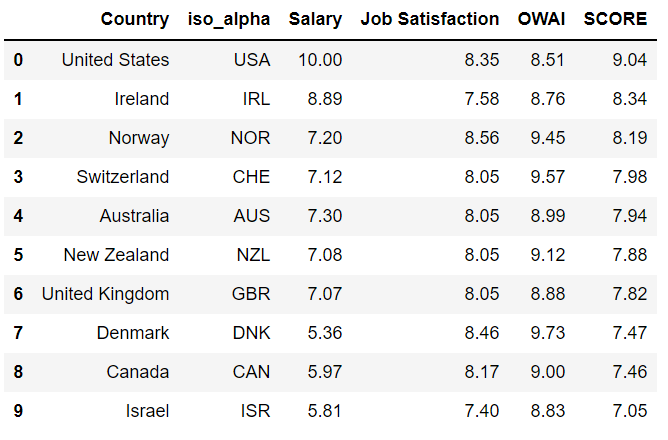 Country iso_alpha Salary Job Satisfaction OWAI SCORE
0 United States USA 10.00 8.35 8.51 9.04
1 Ireland IRL 8.89 7.58 8.76 8.34
2 Norway NOR 7.20 8.56 9.45 8.19
3 Switzerland CHE 7.12 8.05 9.57 7.98
4 Australia AUS 7.30 8.05 8.99 7.94
5 New Zealand NZL 7.08 8.05 9.12 7.88
6 United Kingdom GBR 7.07 8.05 8.88 7.82
7 Denmark DNK 5.36 8.46 9.73 7.47
8 Canada CAN 5.97 8.17 9.00 7.46
9 Israel ISR 5.81 7.40 8.83 7.05